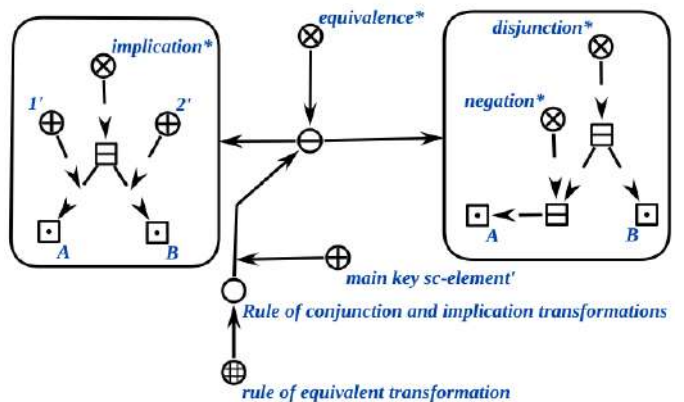 equivalence*
implication*
disjunction*
1'
2'
negation*
A
B
A
B
main key sc-element'
Rule of conjunction and implication transformations
rule of equivalent transformation